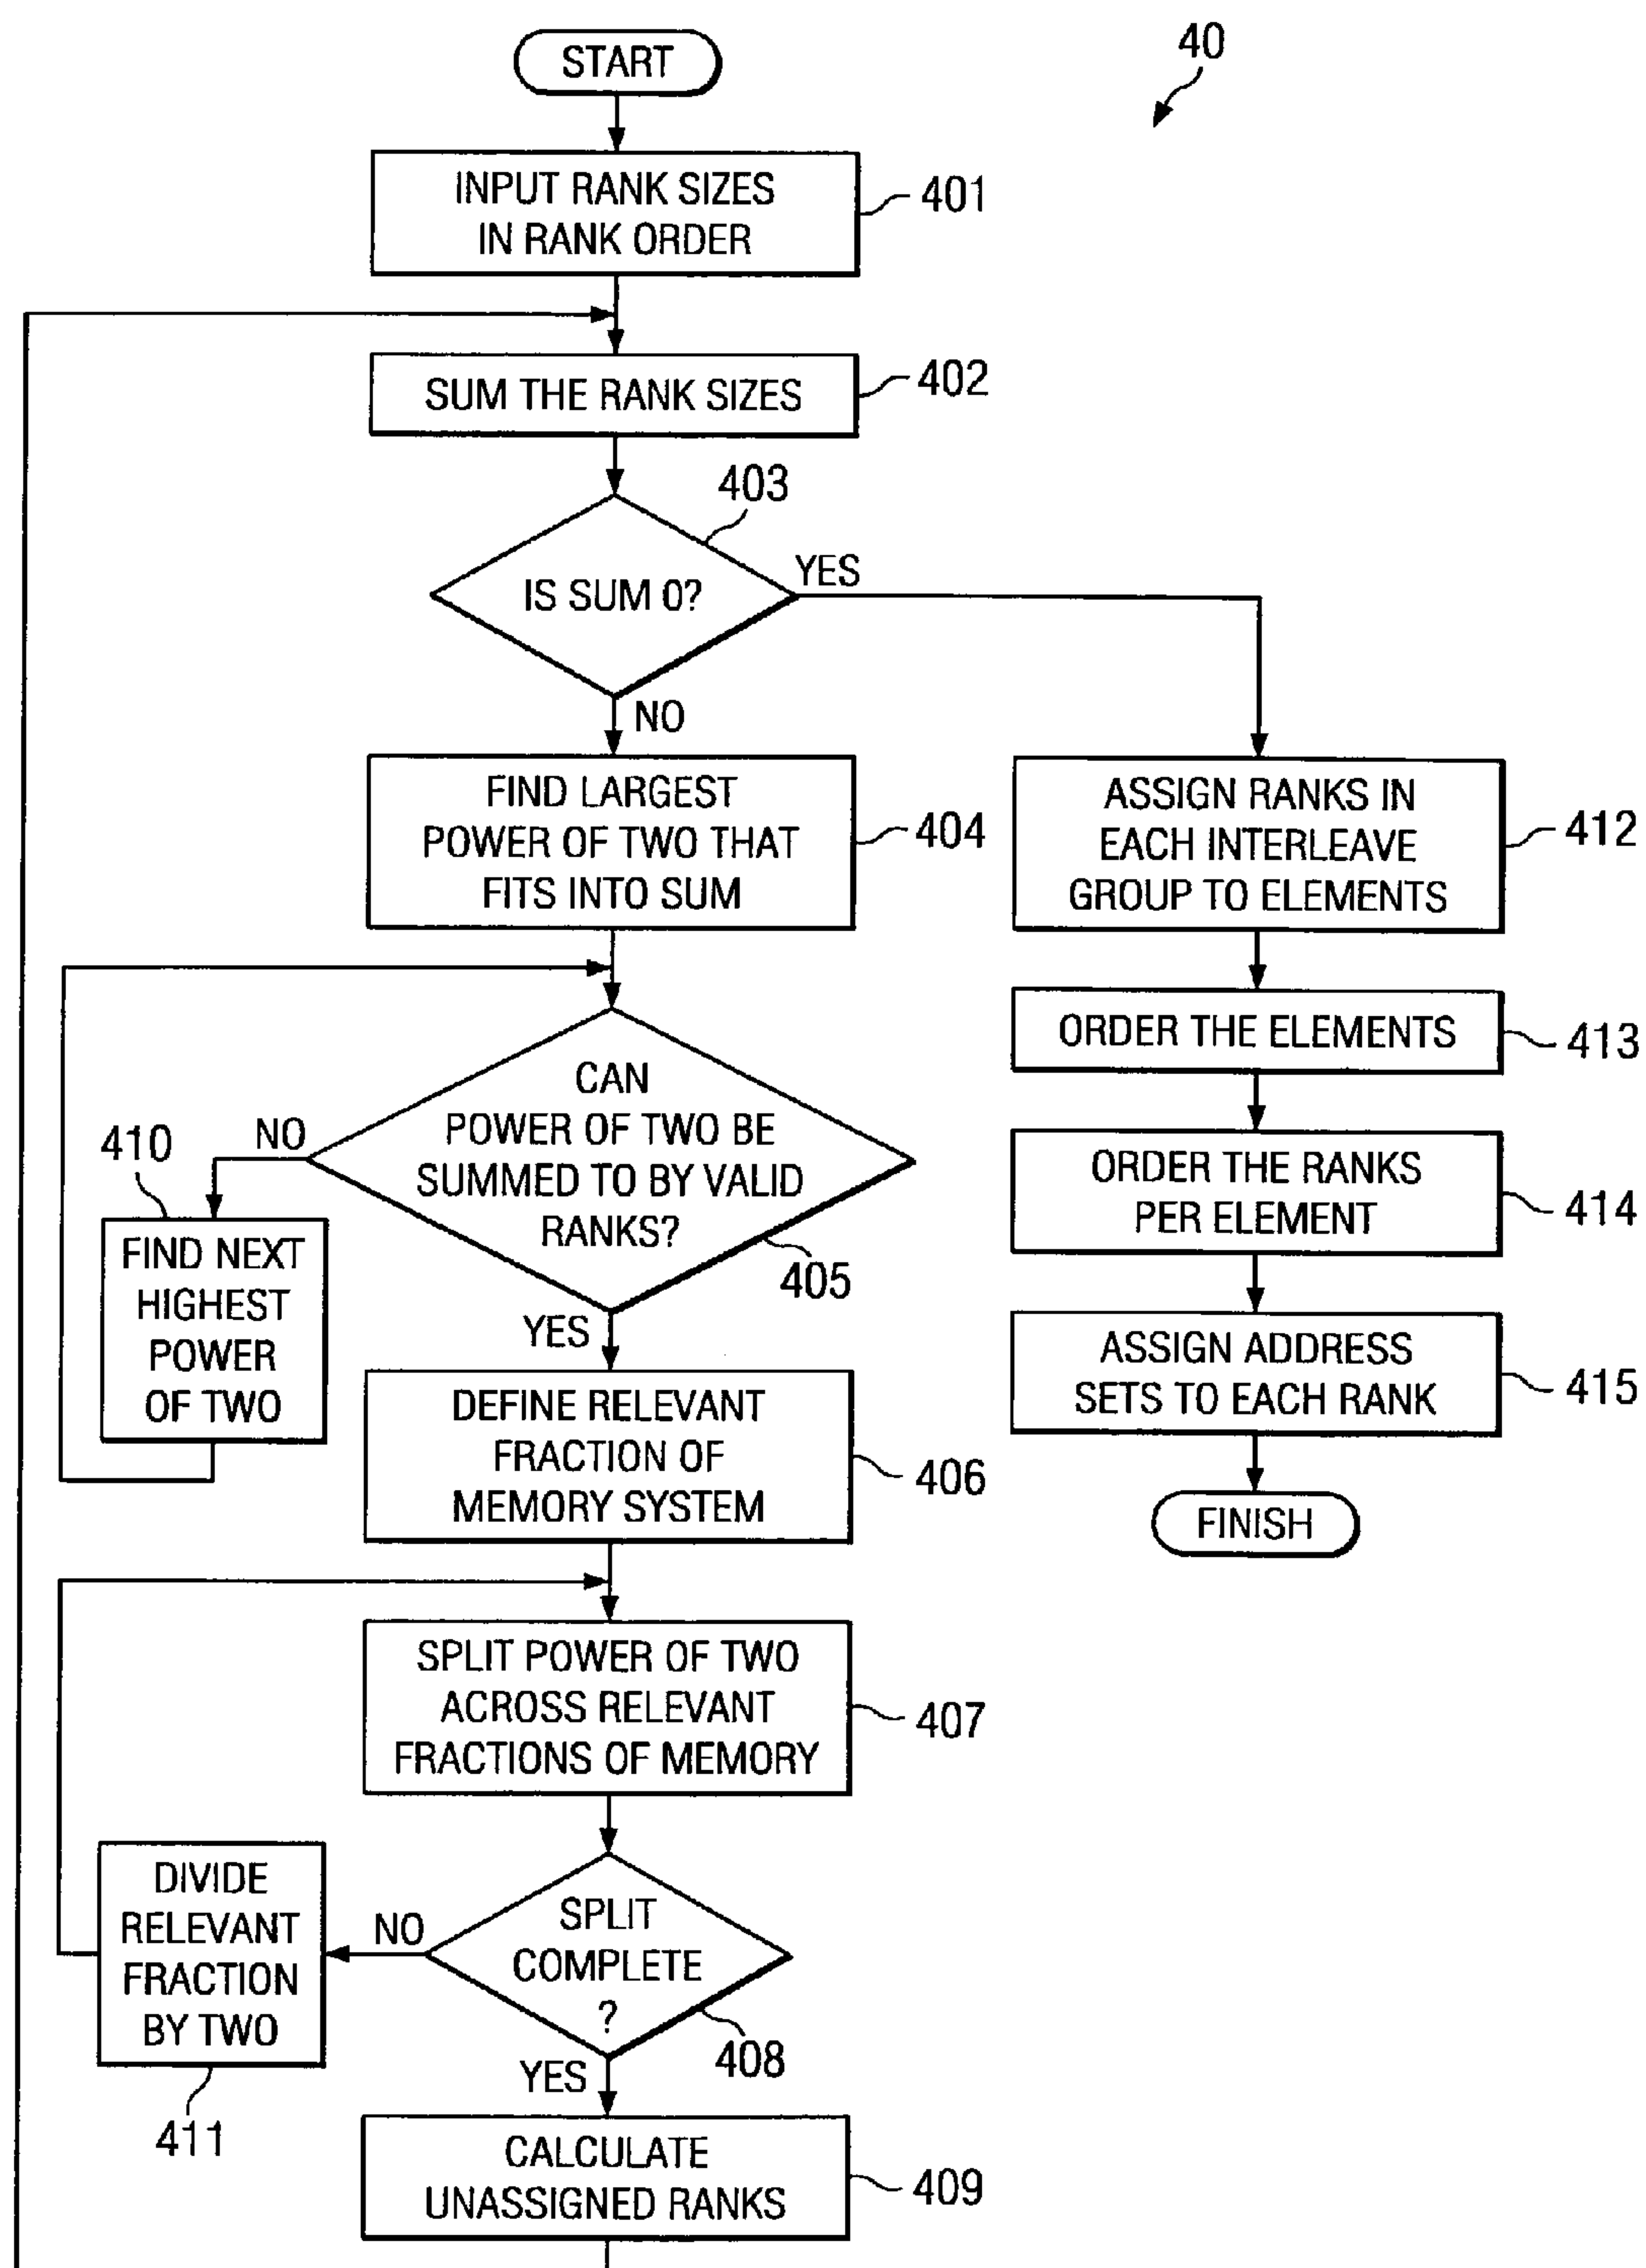 40
START
INPUT RANK SIZES
IN RANK ORDER
401
SUM THE RANK SIZES
402
403
IS SUM 0?
YES
NO
FIND LARGEST
POWER OF TWO THAT
FITS INTO SUM
404
CAN
POWER OF TWO BE
SUMMED TO BY VALID
RANKS?
405
NO
410
FIND NEXT
HIGHEST
POWER
OF TWO
YES
DEFINE RELEVANT
FRACTION OF
MEMORY SYSTEM
406
SPLIT POWER OF TWO
ACROSS RELEVANT
FRACTIONS OF MEMORY
407
SPLIT
COMPLETE
?
408
NO
DIVIDE
RELEVANT
FRACTION
BY TWO
411
YES
CALCULATE
UNASSIGNED RANKS
409
ASSIGN RANKS IN
EACH INTERLEAVE
GROUP TO ELEMENTS
412
ORDER THE ELEMENTS
413
ORDER THE RANKS
PER ELEMENT
414
ASSIGN ADDRESS
SETS TO EACH RANK
415
FINISH